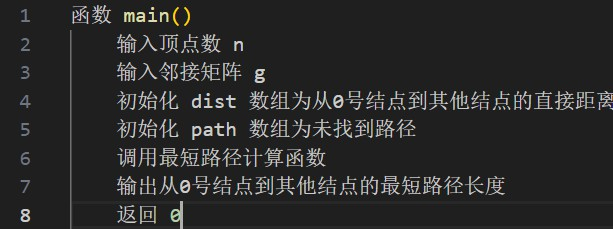 1 函数 main()
2 输入顶点数 n
3 输入邻接矩阵 g
4 初始化 dist 数组为从0号结点到其他结点的直接距离
5 初始化 path 数组为未找到路径
6 调用最短路径计算函数
7 输出从0号结点到其他结点的最短路径长度
8 返回 0